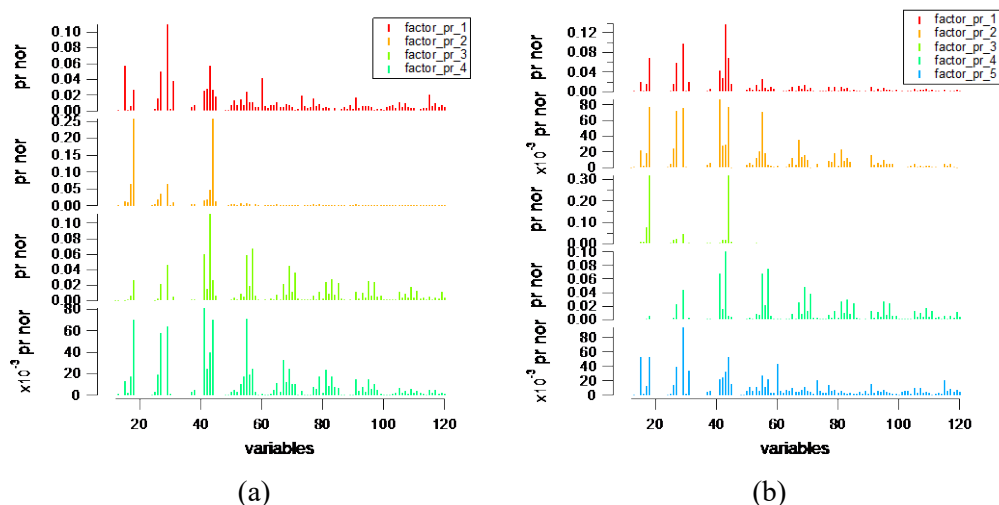 factor_pr_1
factor_pr_2
factor_pr_3
factor_pr_4
0.10
0.08
0.06
0.04
0.02
0.00
pr nor
0.25
0.20
0.15
0.10
0.05
0.00
pr nor
0.10
0.08
0.06
0.04
0.02
0.00
pr nor
80
60
40
20
0
x10-3 pr nor
20 40 60 80 100 120
variables
(a)
factor_pr_1
factor_pr_2
factor_pr_3
factor_pr_4
factor_pr_5
0.12
0.08
0.04
0.00
pr nor
80
60
40
20
0
x10-3 pr nor
0.30
0.20
0.10
0.00
pr nor
0.10
0.08
0.06
0.04
0.02
0.00
pr nor
80
60
40
20
0
x10-3 pr nor
20 40 60 80 100 120
variables
(b)